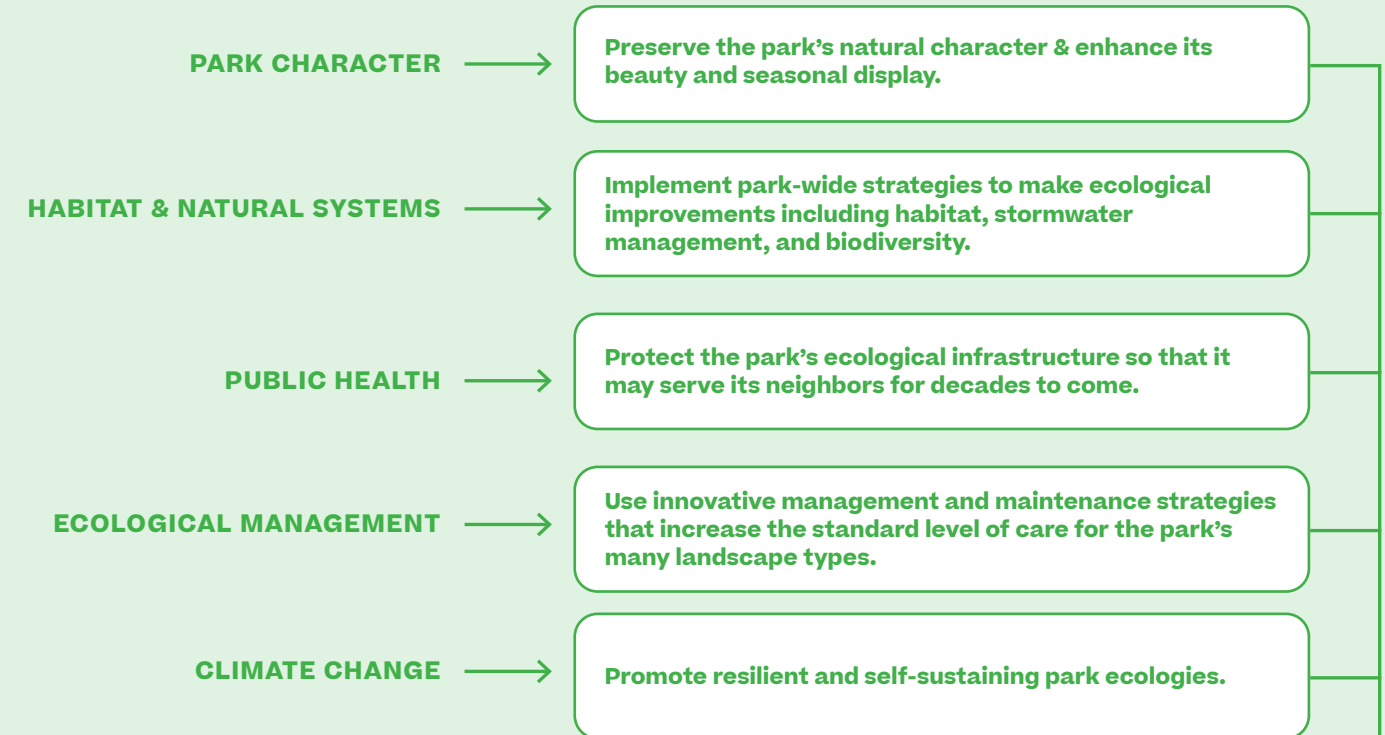 PARK CHARACTER
Preserve the park’s natural character & enhance its
beauty and seasonal display.
HABITAT & NATURAL SYSTEMS
Implement park-wide strategies to make ecological
improvements including habitat, stormwater
management, and biodiversity.
PUBLIC HEALTH
Protect the park’s ecological infrastructure so that it
may serve its neighbors for decades to come.
ECOLOGICAL MANAGEMENT
Use innovative management and maintenance strategies
that increase the standard level of care for the park’s
many landscape types.
CLIMATE CHANGE
Promote resilient and self-sustaining park ecologies.